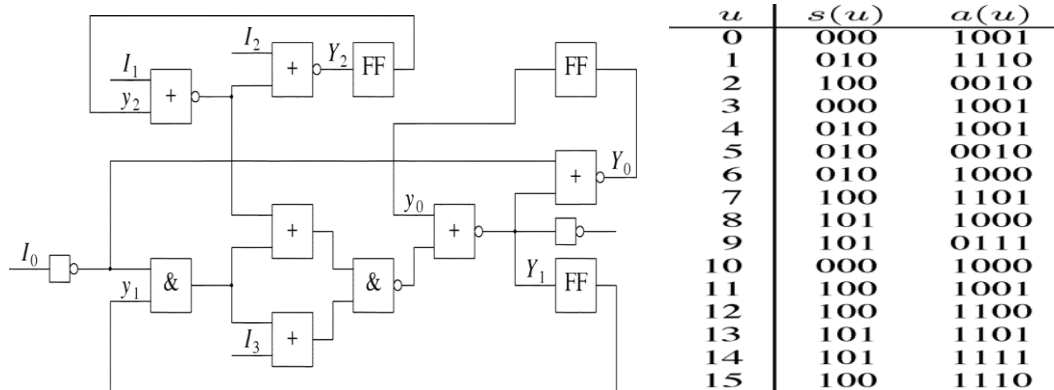 I2
Y2
FF
FF
I1
+
y2
+
Y0
+
y0
+
+
I0
y1
&
&
Y1
FF
I3
+
u s(u) a(u)
0 000 1001
1 010 1110
2 100 0010
3 000 1001
4 010 1001
5 010 0010
6 010 1000
7 100 1101
8 101 1000
9 101 0111
10 000 1000
11 100 1001
12 100 1100
13 101 1101
14 101 1111
15 100 1110